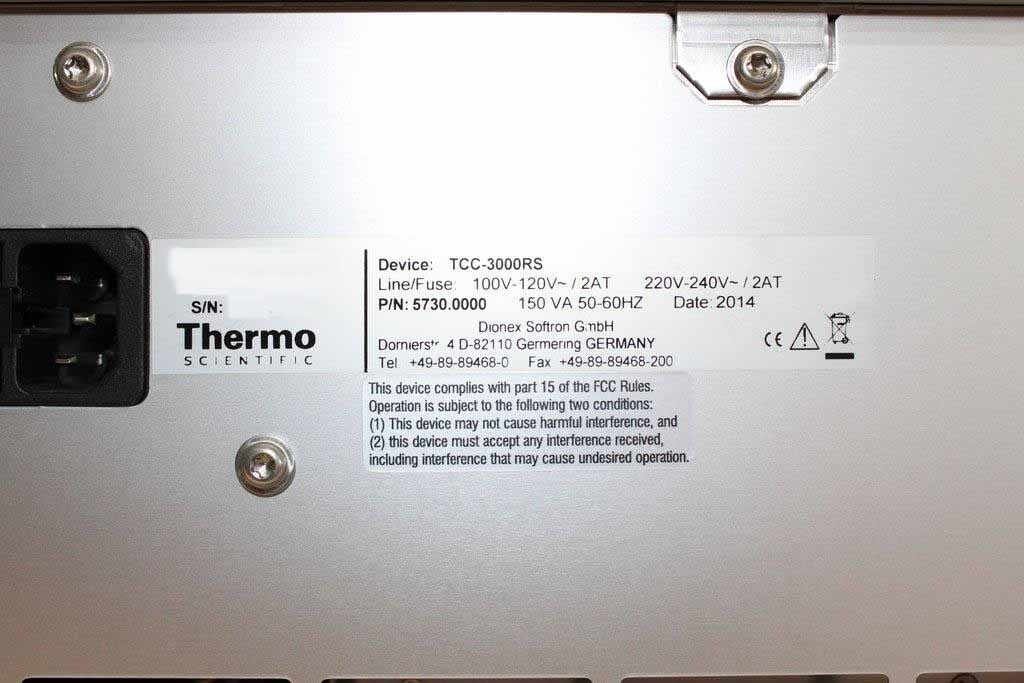 S/N:
Thermo
SCIENTIFIC
Device: TCC-3000RS
Line/Fuse: 100V-120V~ / 2AT 220V-240V~ / 2AT
P/N: 5730.0000 150 VA 50-60HZ Date: 2014
Dionex Softron GmbH
Dornierstr 4 D-82110 Germering GERMANY
Tel +49-89-89468-0 Fax +49-89-89468-200
CE
This device complies with part 15 of the FCC Rules.
Operation is subject to the following two conditions:
(1) This device may not cause harmful interference, and
(2) this device must accept any interference received,
including interference that may cause undesired operation.